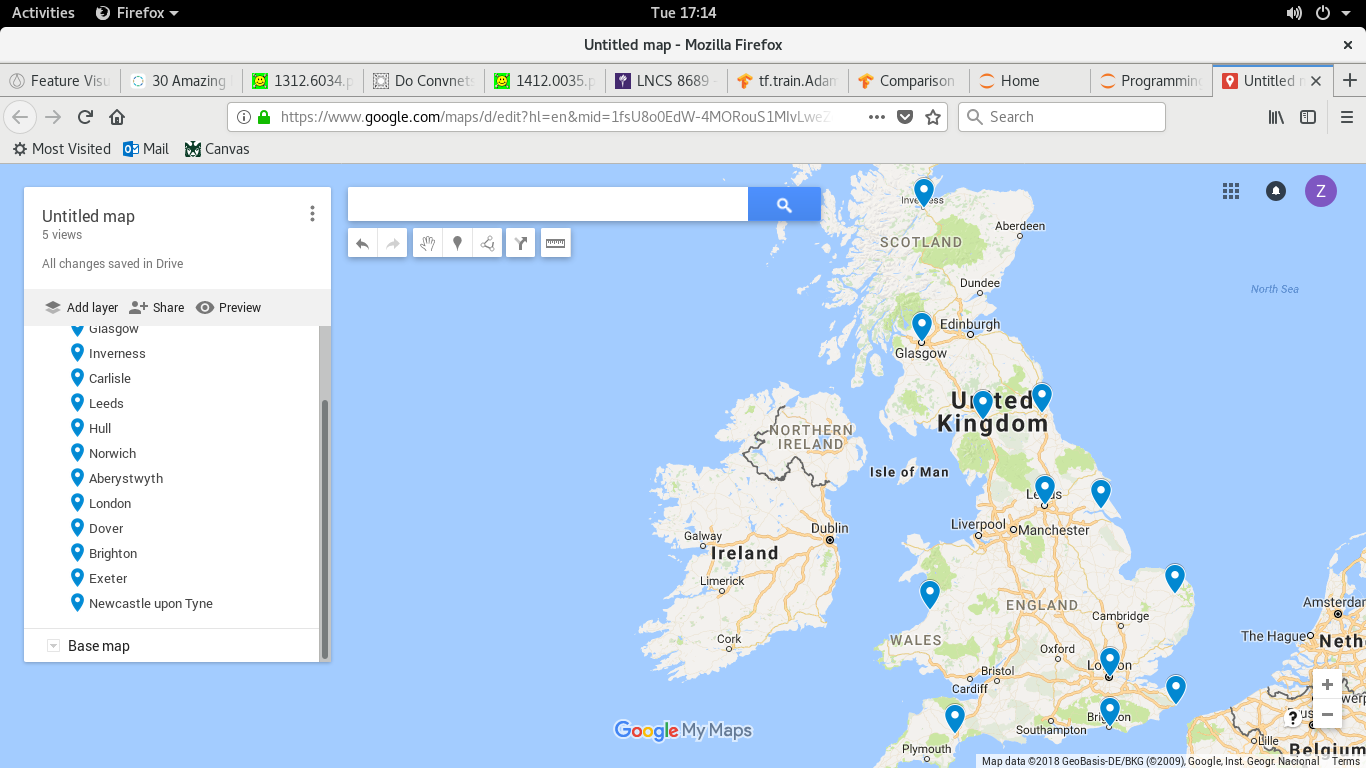 Activities Firefox Tue 17:14
Untitled map - Mozilla Firefox
Feature Visu 30 Amazing 1312.6034.p Do Convnets 1412.0035.p LNCS 8689 - tf.train.Adam Comparison Home Programming Untitled m
https://www.google.com/maps/d/edit?hl=en&mid=1fsU8o0EdW-4MORouS1MIvLweZ Search
Most Visited Mail Canvas
Untitled map
5 views
All changes saved in Drive
Add layer Share Preview
Glasgow
Inverness
Carlisle
Leeds
Hull
Norwich
Aberystwyth
London
Dover
Brighton
Exeter
Newcastle upon Tyne
Base map
Z
Inverness
Aberdeen
SCOTLAND
Dundee
North Sea
Edinburgh
Glasgow
United
Kingdom
NORTHERN
IRELAND
Isle of Man
Leeds
Liverpool
Manchester
Dublin
Galway
Ireland
Limerick
Cork
ENGLAND
Cambridge
WALES
Oxford
London
Bristol
Cardiff
Brighton
Southampton
Plymouth
Amsterdam
The Hague
Neth
Lille
Belgium
Google My Maps
Map data ©2018 GeoBasis-DE/BKG (©2009), Google, Inst. Geogr. Nacional Terms